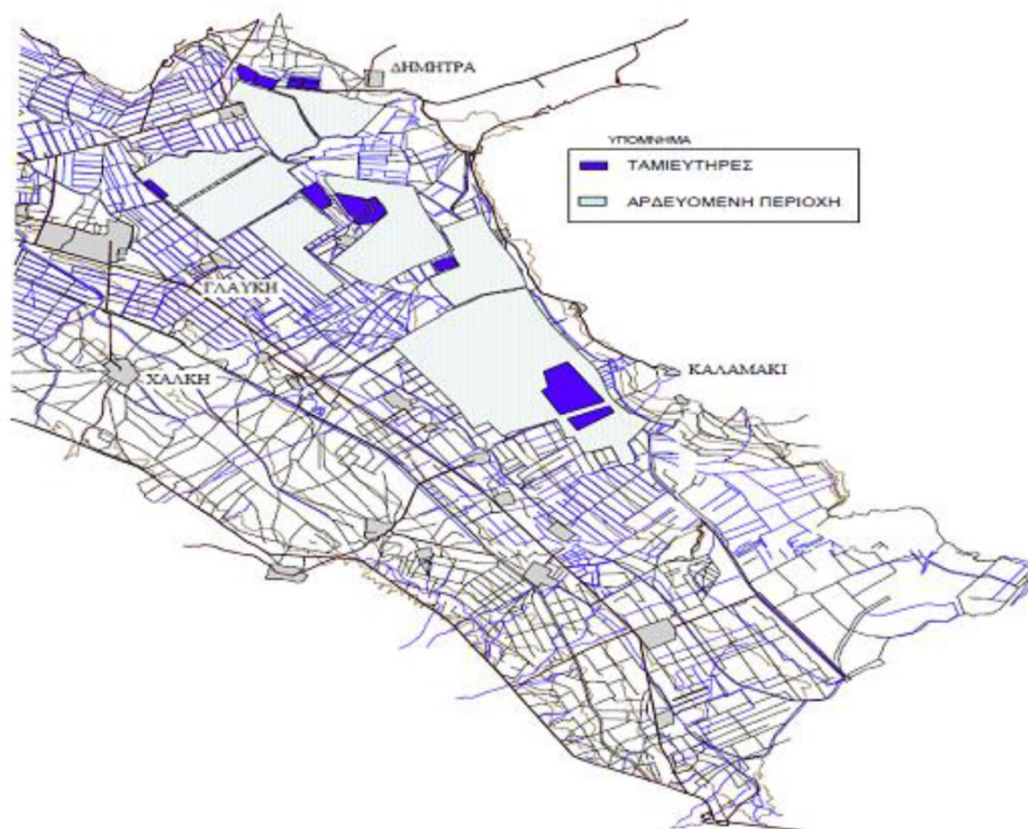 ΔΗΜΗΤΡΑ
ΥΠΟΜΝΗΜΑ
ΤΑΜΙΕΥΤΗΡΕΣ
ΑΡΔΕΥΟΜΕΝΗ ΠΕΡΙΟΧΗ
ΓΛΑΥΚΗ
ΧΑΛΚΗ
ΚΑΛΑΜΑΚΙ